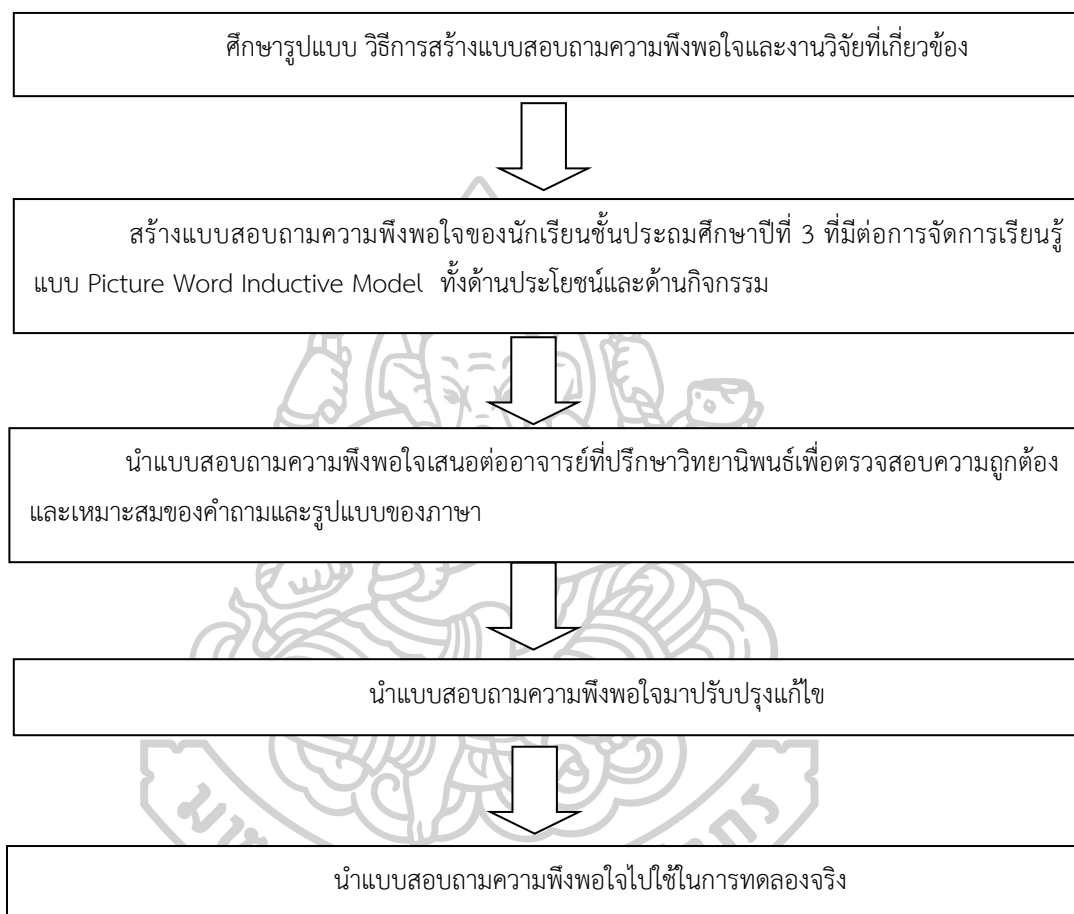 ศึกษารูปแบบ วิธีการสร้างแบบสอบถามความพึงพอใจและงานวิจัยที่เกี่ยวข้อง
สร้างแบบสอบถามความพึงพอใจของนักเรียนชั้นประถมศึกษาปีที่ 3 ที่มีต่อการจัดการเรียนรู้
แบบ Picture Word Inductive Model ทั้งด้านประโยชน์และด้านกิจกรรม
นำแบบสอบถามความพึงพอใจเสนอต่ออาจารย์ที่ปรึกษาวิทยานิพนธ์เพื่อตรวจสอบความถูกต้อง
และเหมาะสมของคำถามและรูปแบบของภาษา
นำแบบสอบถามความพึงพอใจมาปรับปรุงแก้ไข
นำแบบสอบถามความพึงพอใจไปใช้ในการทดลองจริง